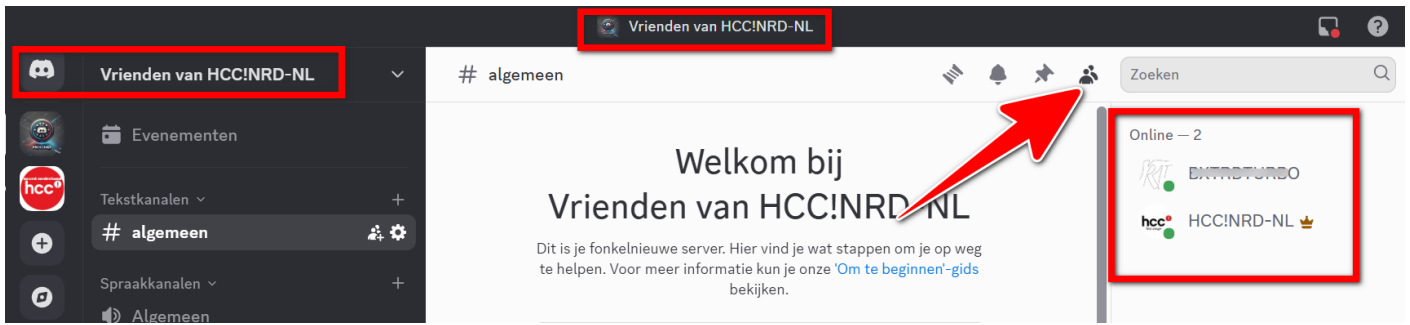 Vrienden van HCC!NRD-NL
Vrienden van HCC!NRD-NL
# algemeen
Zoeken
Evenementen
Online — 2
Welkom bij
Vrienden van HCC!NRD-NL
hcc
Tekstkanalen
HCC!NRD-NL
hcc
# algemeen
Dit is je fonkelnieuwe server. Hier vind je wat stappen om je op weg
te helpen. Voor meer informatie kun je onze 'Om te beginnen'-gids
bekijken.
Spraakkanalen
Algemeen